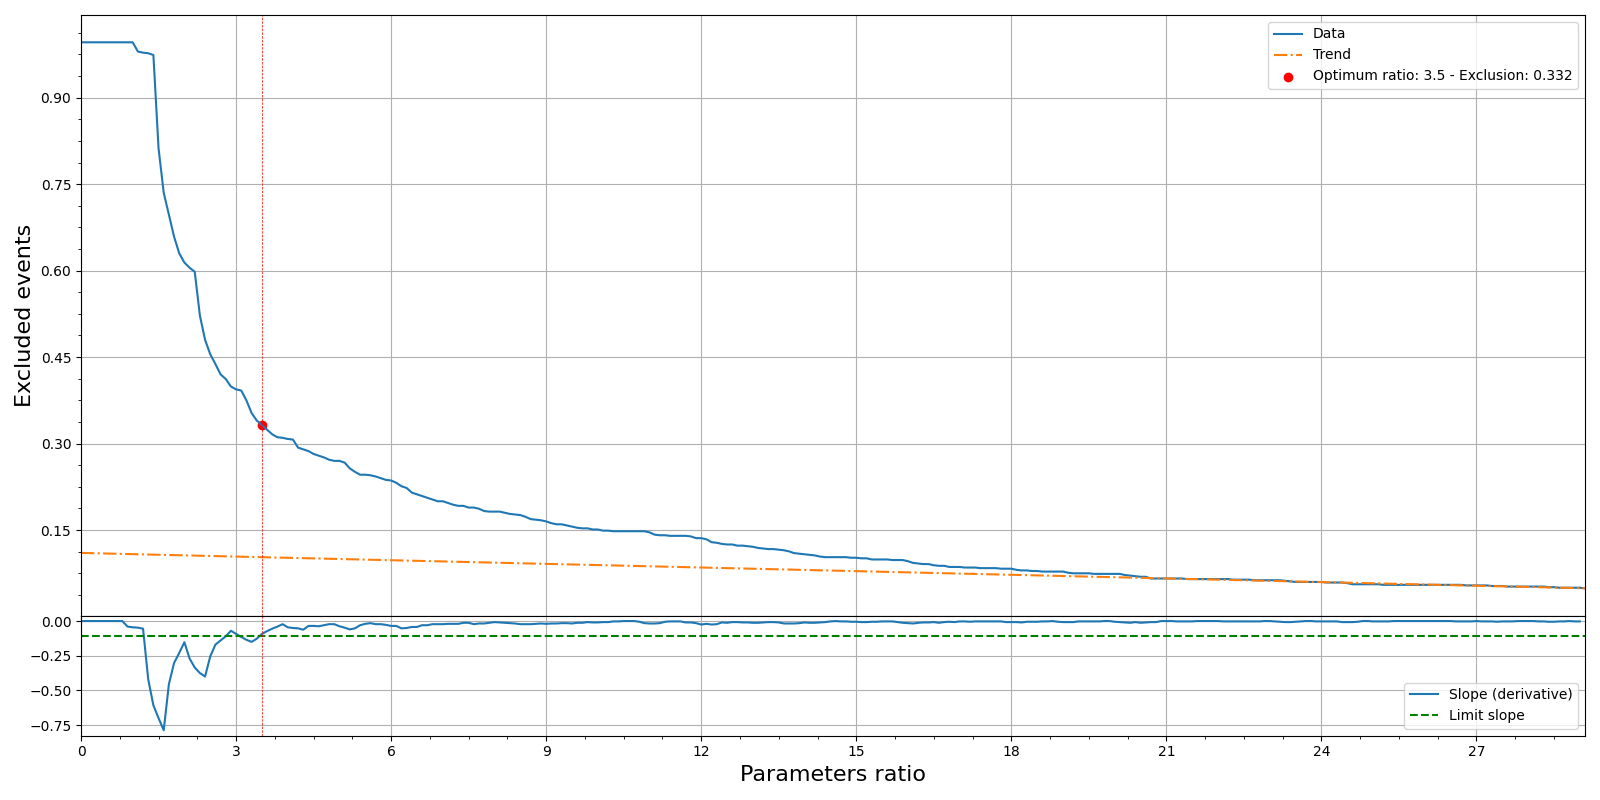 Data
Trend
Optimum ratio: 3.5 - Exclusion: 0.332
Excluded events
0.90
0.75
0.60
0.45
0.30
0.15
0.00
−0.25
−0.50
−0.75
Slope (derivative)
Limit slope
0 3 6 9 12 15 18 21 24 27
Parameters ratio